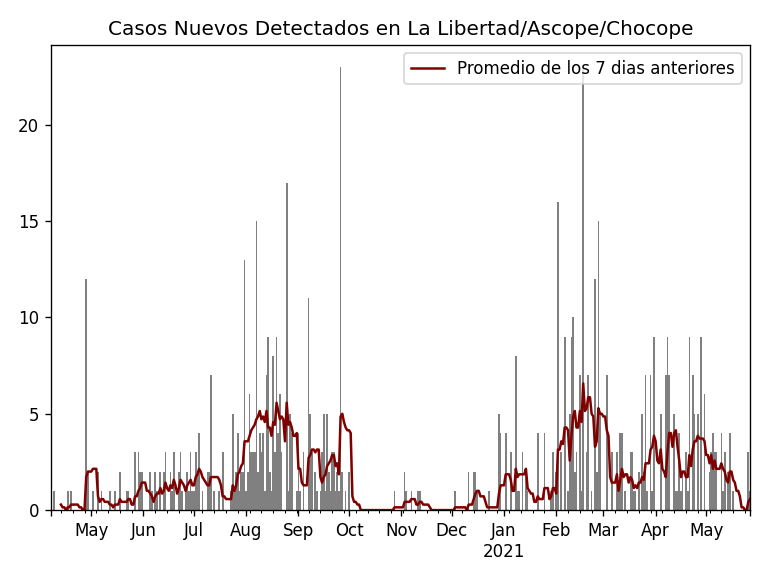 Casos Nuevos Detectados en La Libertad/Ascope/Chocope
Promedio de los 7 dias anteriores
20
15
10
5
0
May Jun Jul Aug Sep Oct Nov Dec Jan Feb Mar Apr May
2021